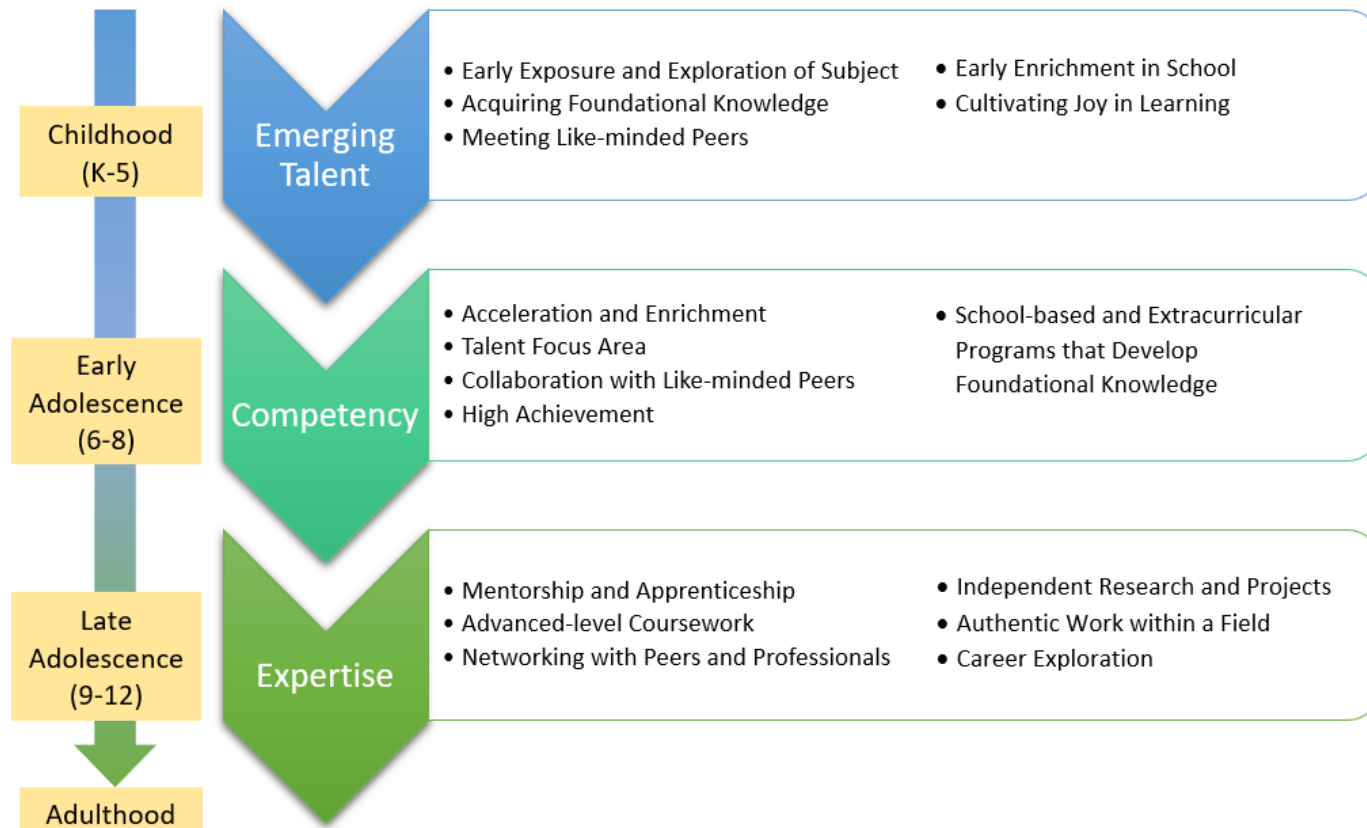 Childhood
(K-5)
Emerging
Talent
• Early Exposure and Exploration of Subject
• Acquiring Foundational Knowledge
• Meeting Like-minded Peers
• Early Enrichment in School
• Cultivating Joy in Learning
Early
Adolescence
(6-8)
Competency
• Acceleration and Enrichment
• Talent Focus Area
• Collaboration with Like-minded Peers
• High Achievement
• School-based and Extracurricular
Programs that Develop
Foundational Knowledge
Late
Adolescence
(9-12)
Expertise
• Mentorship and Apprenticeship
• Advanced-level Coursework
• Networking with Peers and Professionals
• Independent Research and Projects
• Authentic Work within a Field
• Career Exploration
Adulthood